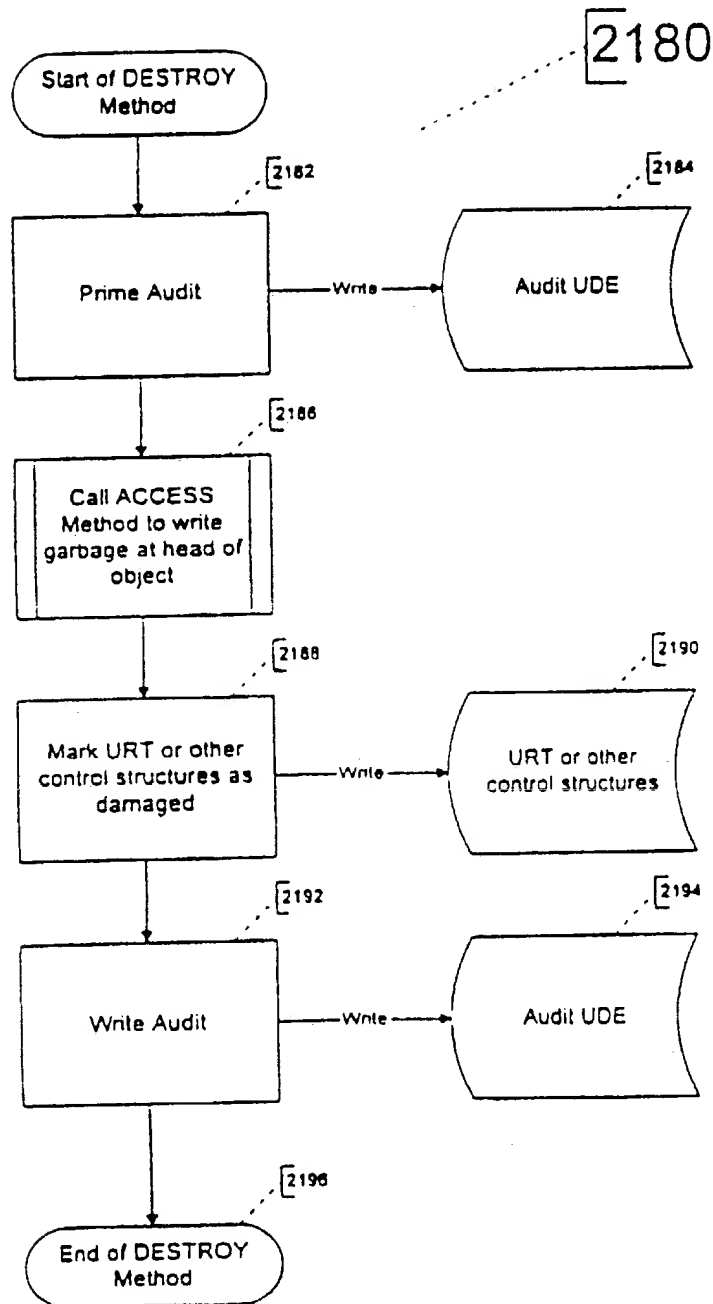 2180
Start of DESTROY
Method
2182
2184
Prime Audit
Write
Audit UDE
2186
Call ACCESS
Method to write
garbage at head of
object
2188
2190
Mark URT or other
control structures as
damaged
Write
URT or other
control structures
2192
2194
Write Audit
Write
Audit UDE
2196
End of DESTROY
Method